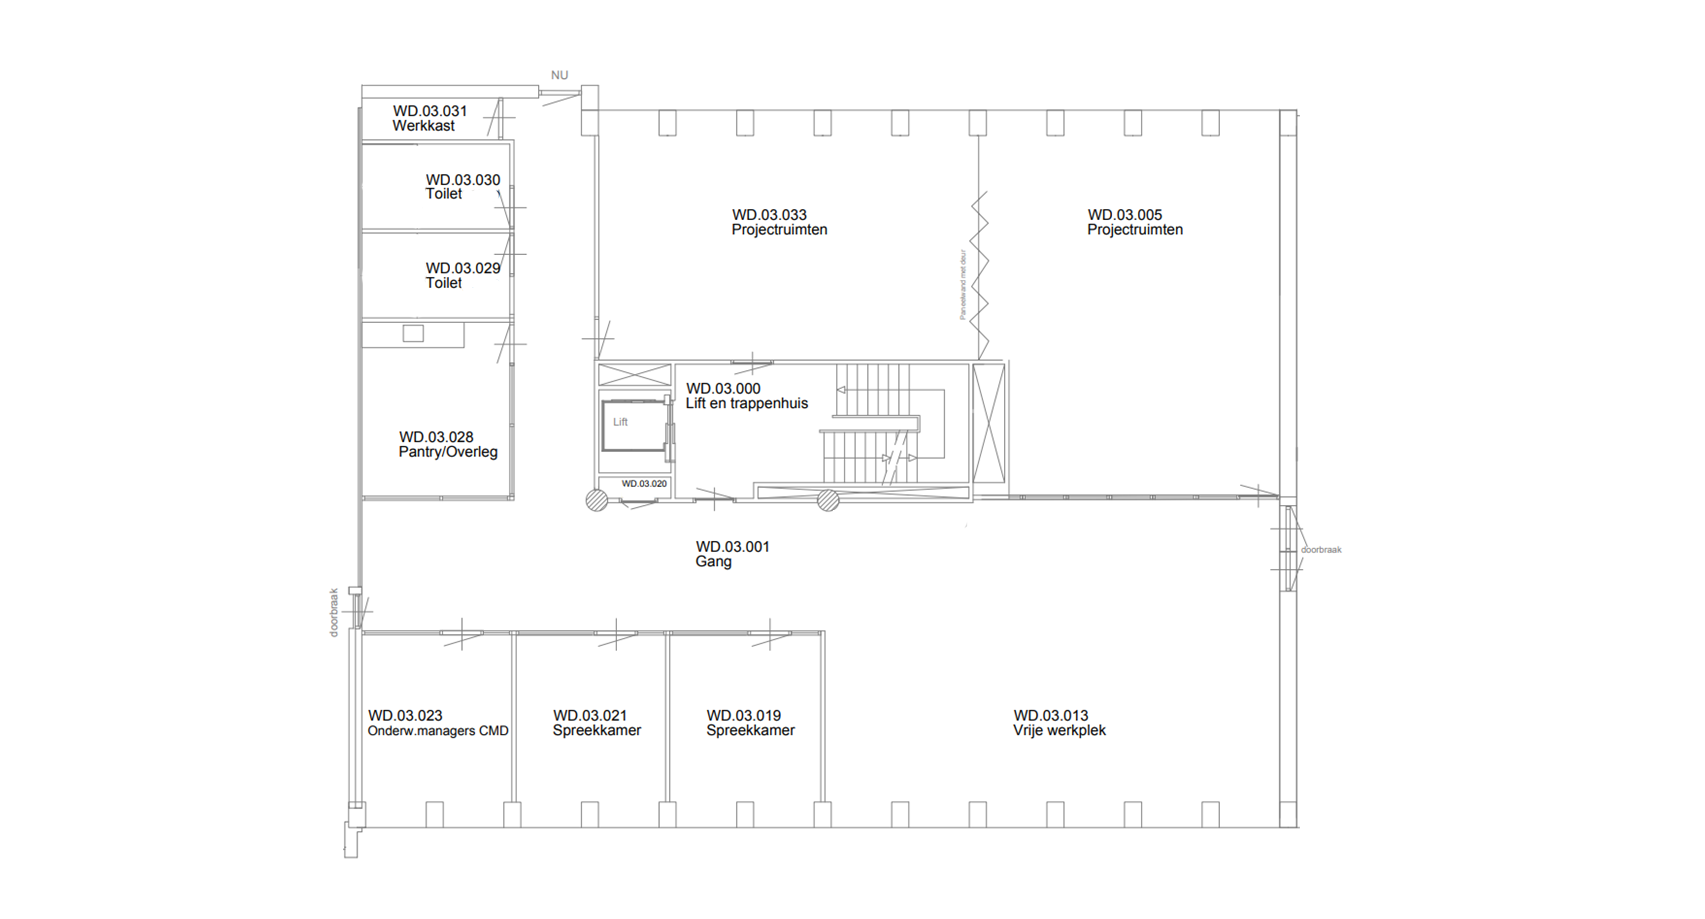 NU
WD.03.031
Werkkast
WD.03.030
Toilet
WD.03.033
Projectruimten
WD.03.005
Projectruimten
WD.03.029
Toilet
Paneelwand met deur
WD.03.000
Lift en trappenhuis
Lift
WD.03.028
Pantry/Overleg
WD.03.020
WD.03.001
Gang
doorbraak
doorbraak
WD.03.023
Onderw.managers CMD
WD.03.021
Spreekkamer
WD.03.019
Spreekkamer
WD.03.013
Vrije werkplek